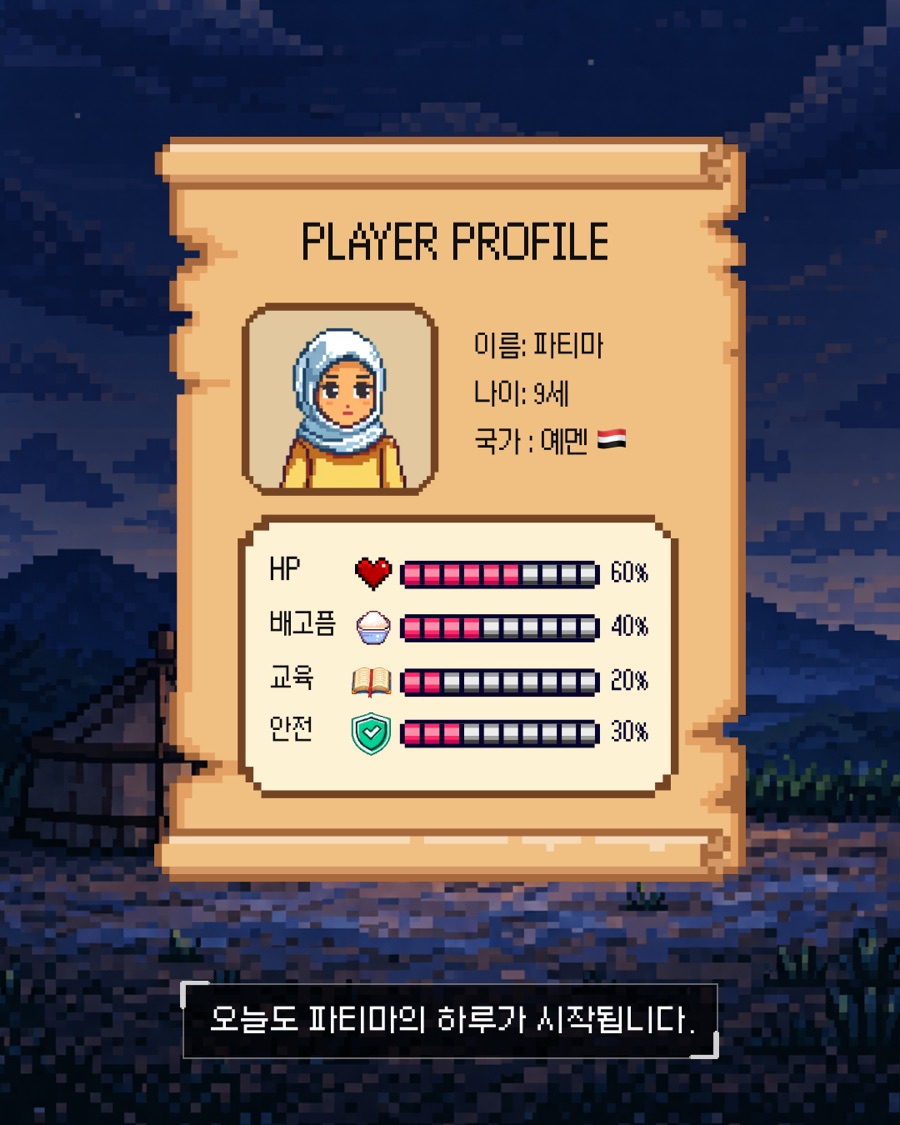 PLAYER PROFILE
이름: 파티마
나이: 9세
국가 : 예멘 🇾🇪
HP 60%
배고픔 40%
교육 20%
안전 30%
오늘도 파티마의 하루가 시작됩니다.